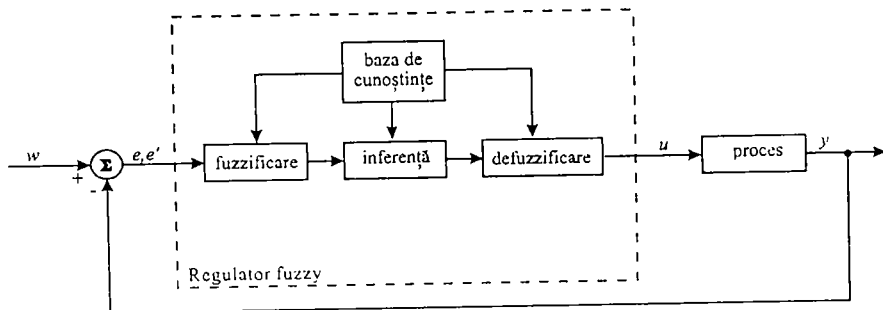 baza de
cunoștințe
w
+
-
Σ
e,e'
fuzzificare
inferență
defuzzificare
u
proces
y
Regulator fuzzy